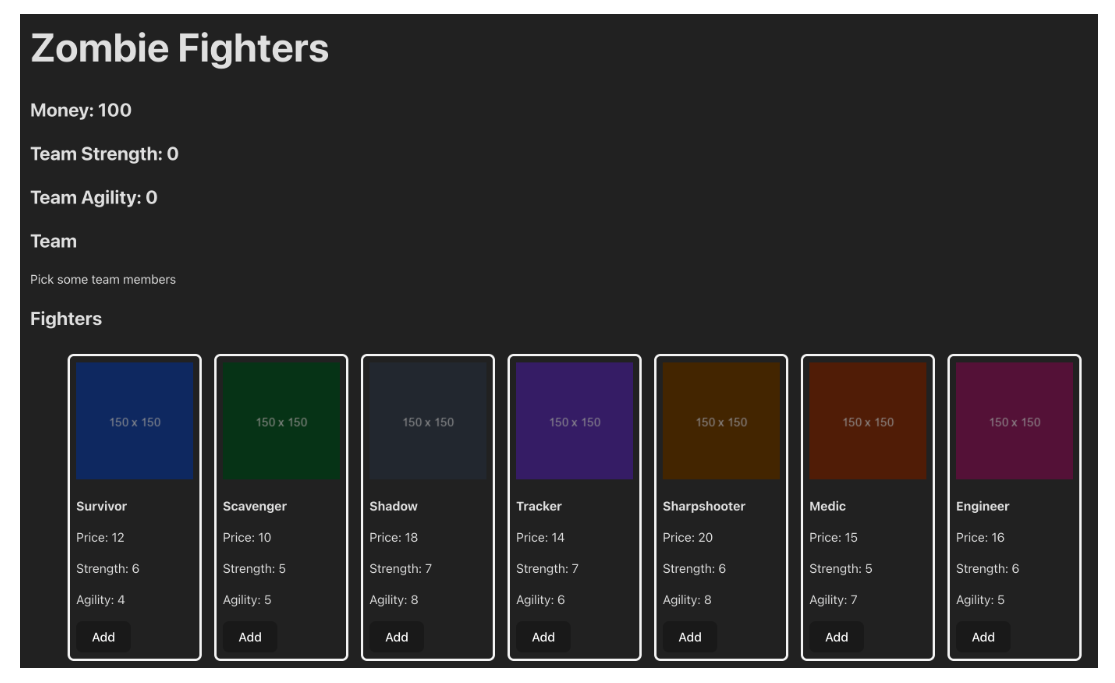 Zombie Fighters
Money: 100
Team Strength: 0
Team Agility: 0
Team
Pick some team members
Fighters
150 x 150
Survivor
Price: 12
Strength: 6
Agility: 4
Add
150 x 150
Scavenger
Price: 10
Strength: 5
Agility: 5
Add
150 x 150
Shadow
Price: 18
Strength: 7
Agility: 8
Add
150 x 150
Tracker
Price: 14
Strength: 7
Agility: 6
Add
150 x 150
Sharpshooter
Price: 20
Strength: 6
Agility: 8
Add
150 x 150
Medic
Price: 15
Strength: 5
Agility: 7
Add
150 x 150
Engineer
Price: 16
Strength: 6
Agility: 5
Add